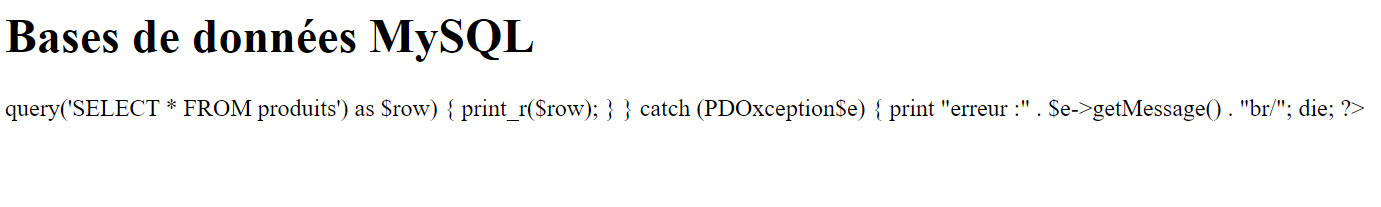 Bases de données MySQL
query('SELECT * FROM produits') as $row) { print_r($row); } } catch (PDOxception$e) { print "erreur :" . $e->getMessage() . "br/"; die; ?>